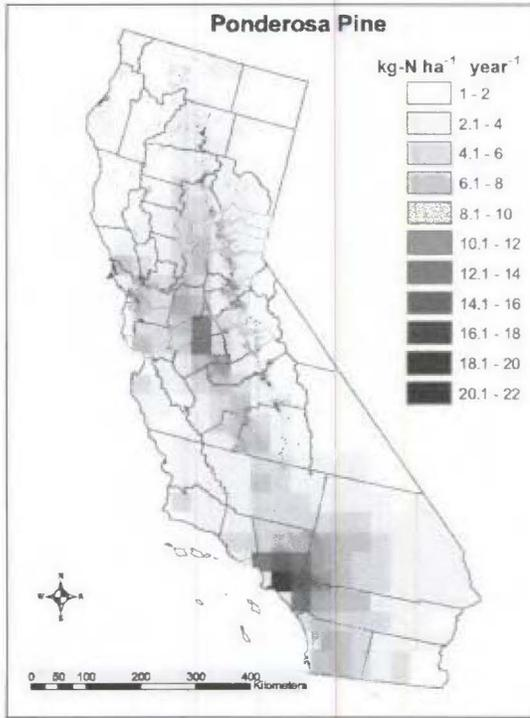 Ponderosa Pine
kg-N ha⁻¹ year⁻¹
1 - 2
2.1 - 4
4.1 - 6
6.1 - 8
8.1 - 10
10.1 - 12
12.1 - 14
14.1 - 16
16.1 - 18
18.1 - 20
20.1 - 22
N
S
0 50 100 200 300 400
Kilometers